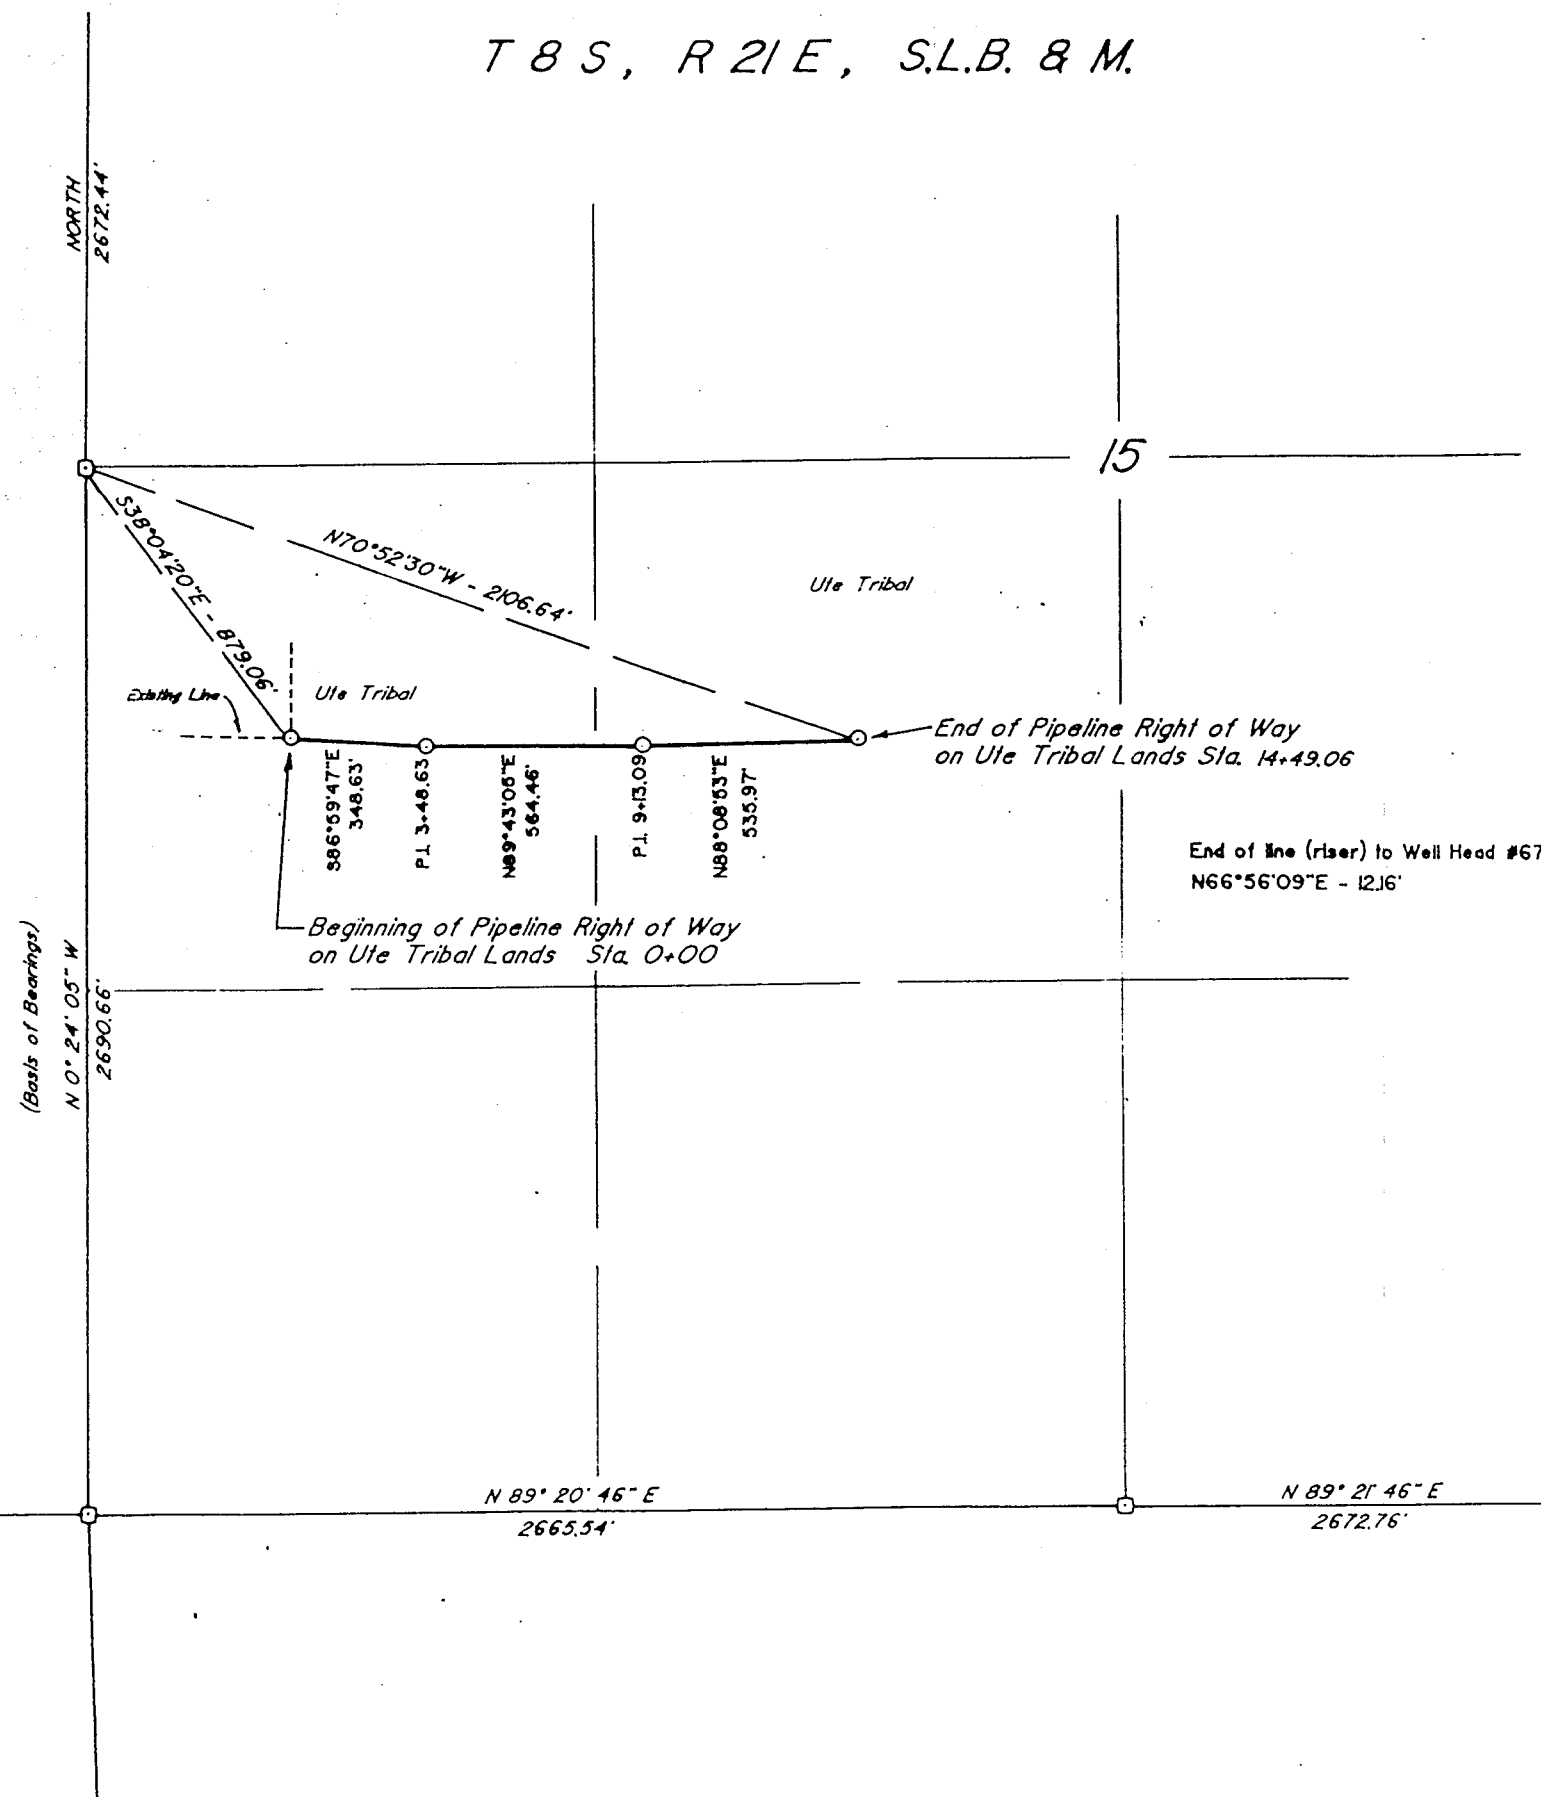 T 8 S, R 21 E, S.L.B. & M.
NORTH
2672.44'
15
S38°04'20"E - 879.06'
N70°52'30"W - 2106.64'
Ute Tribal
Existing Line
Ute Tribal
End of Pipeline Right of Way
on Ute Tribal Lands Sta. 14+49.06
S86°59'47"E
348.63'
P.I. 3+48.63
N89°43'05"E
564.46'
P.I. 9+13.09
N88°08'53"E
535.97'
End of line (riser) to Well Head #67
N66°56'09"E - 12.16'
Beginning of Pipeline Right of Way
on Ute Tribal Lands Sta. 0+00
(Basis of Bearings)
N 0° 24' 05" W
2690.66'
N 89° 20' 46" E
2665.54'
N 89° 21' 46" E
2672.76'